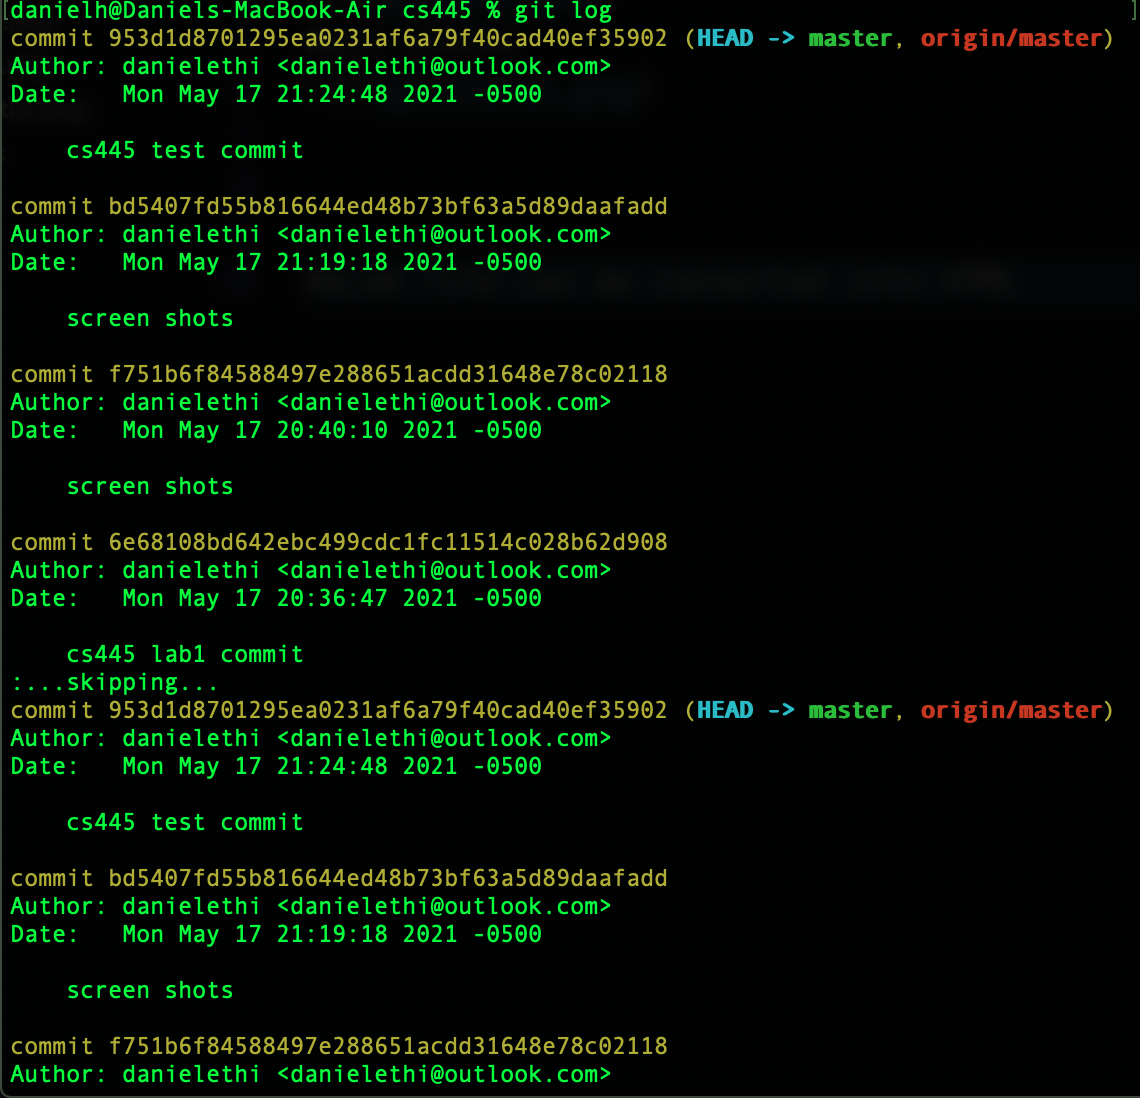 [danielh@Daniels-MacBook-Air cs445 % git log ]
commit 953d1d8701295ea0231af6a79f40cad40ef35902 (HEAD -> master, origin/master)
Author: danielethi <danielethi@outlook.com>
Date:   Mon May 17 21:24:48 2021 -0500
    cs445 test commit
commit bd5407fd55b816644ed48b73bf63a5d89daafadd
Author: danielethi <danielethi@outlook.com>
Date:   Mon May 17 21:19:18 2021 -0500
    screen shots
commit f751b6f84588497e288651acdd31648e78c02118
Author: danielethi <danielethi@outlook.com>
Date:   Mon May 17 20:40:10 2021 -0500
    screen shots
commit 6e68108bd642ebc499cdc1fc11514c028b62d908
Author: danielethi <danielethi@outlook.com>
Date:   Mon May 17 20:36:47 2021 -0500
    cs445 lab1 commit
:...skipping...
commit 953d1d8701295ea0231af6a79f40cad40ef35902 (HEAD -> master, origin/master)
Author: danielethi <danielethi@outlook.com>
Date:   Mon May 17 21:24:48 2021 -0500
    cs445 test commit
commit bd5407fd55b816644ed48b73bf63a5d89daafadd
Author: danielethi <danielethi@outlook.com>
Date:   Mon May 17 21:19:18 2021 -0500
    screen shots
commit f751b6f84588497e288651acdd31648e78c02118
Author: danielethi <danielethi@outlook.com>